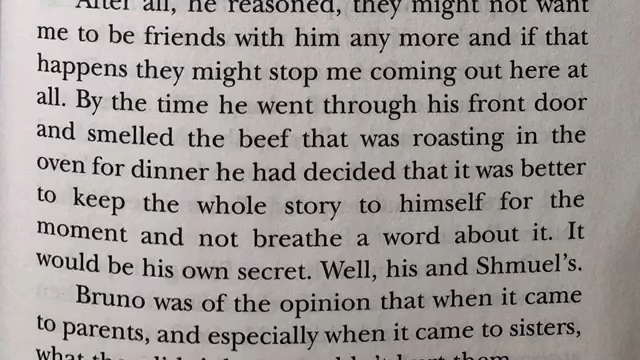 After all, he reasoned, they might not want
me to be friends with him any more and if that
happens they might stop me coming out here at
all. By the time he went through his front door
and smelled the beef that was roasting in the
oven for dinner he had decided that it was better
to keep the whole story to himself for the
moment and not breathe a word about it. It
would be his own secret. Well, his and Shmuel's.
Bruno was of the opinion that when it came
to parents, and especially when it came to sisters,
what they didn't them